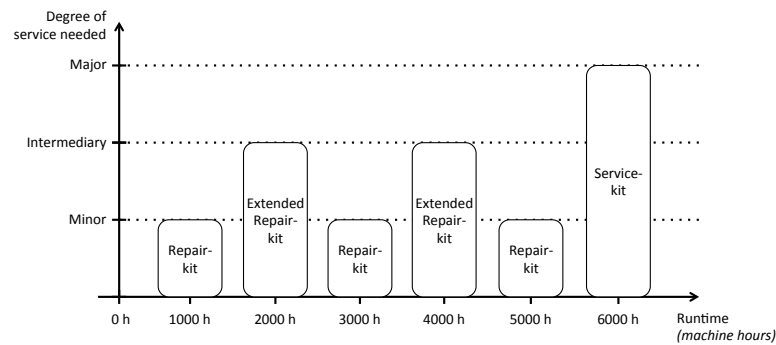 Degree of
service needed
Major
Intermediary
Minor
Repair-
kit
Extended
Repair-
kit
Repair-
kit
Extended
Repair-
kit
Repair-
kit
Service-
kit
0 h
1000 h
2000 h
3000 h
4000 h
5000 h
6000 h
Runtime
(machine hours)